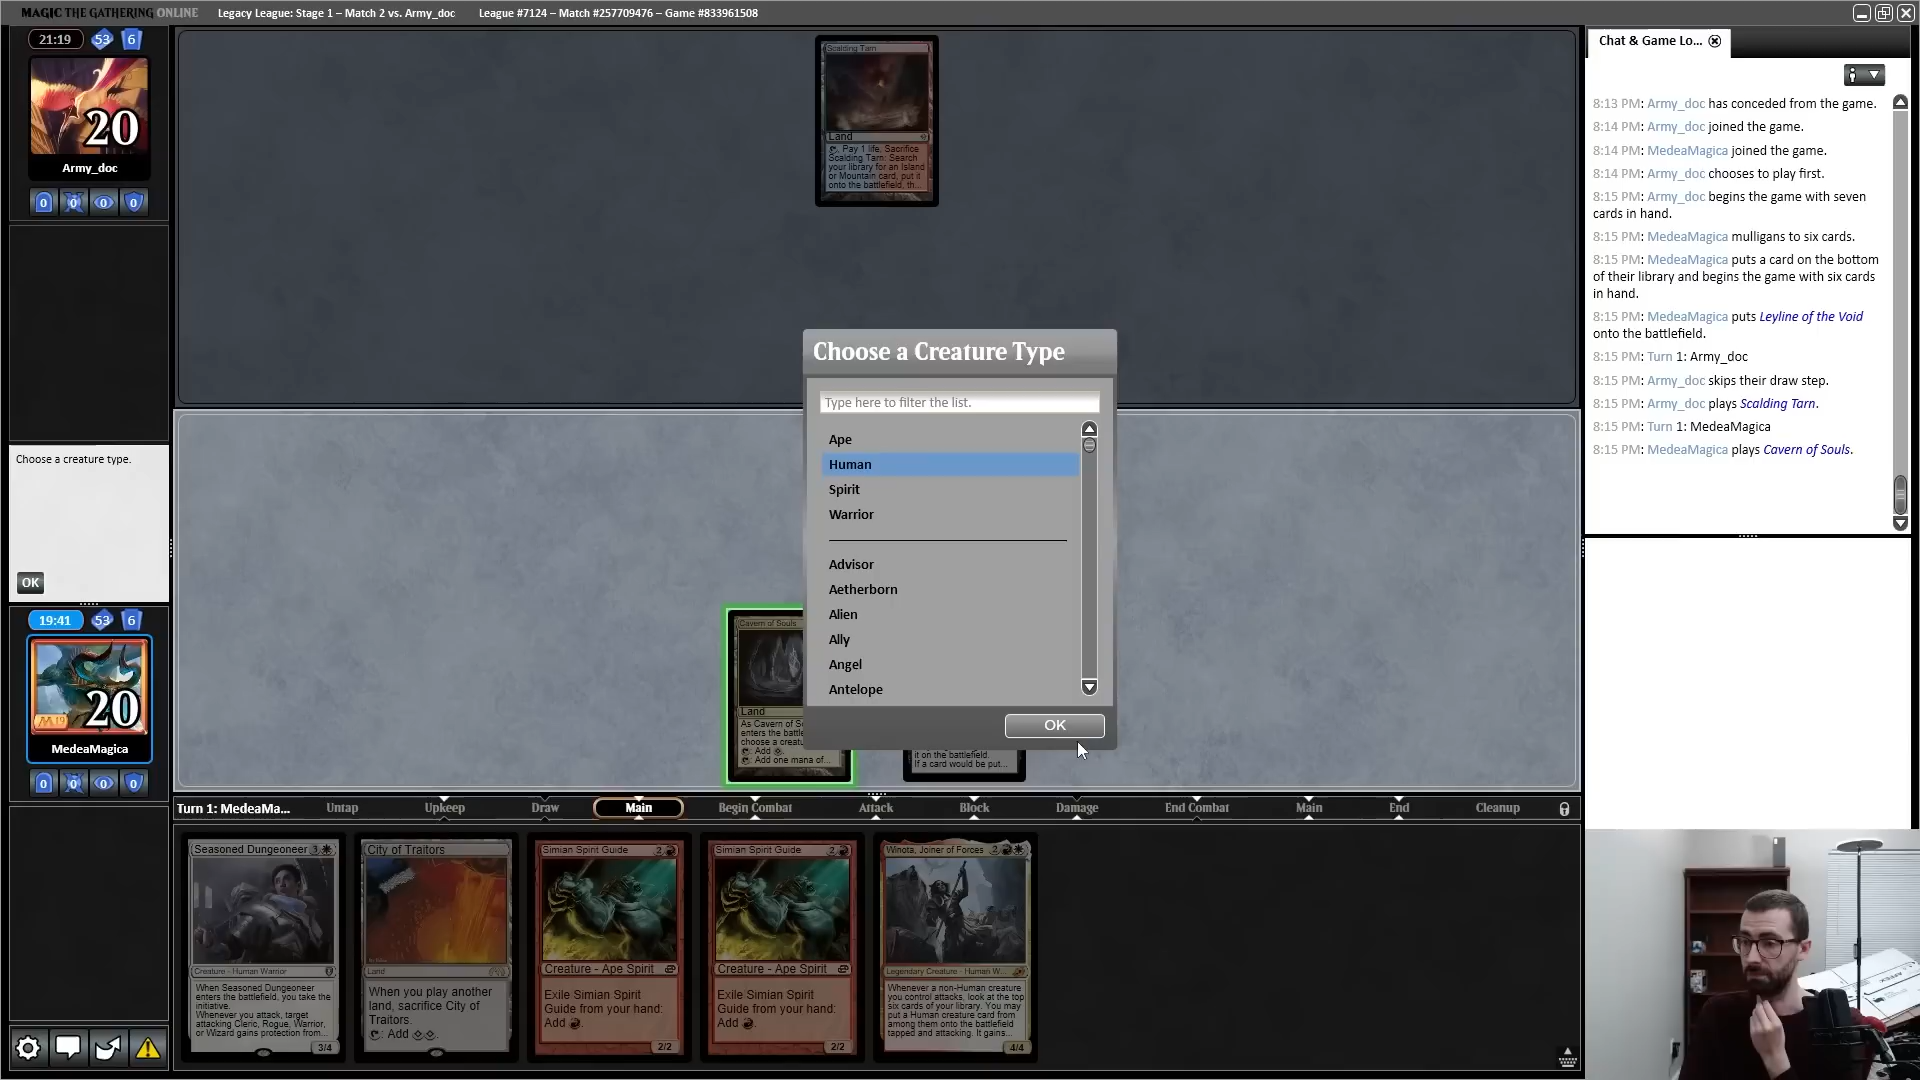 MAGIC THE GATHERING ONLINE
Legacy League: Stage 1 – Match 2 vs. Army_doc
League #7124 – Match #257709476 – Game #833961508
21:19
53
6
20
Army_doc
0
0
0
0
Scalding Tarn
Land
, Pay 1 life, Sacrifice
Scalding Tarn: Search
your library for an Island
or Mountain card, put it
onto the battlefield, th...
Chat & Game Lo...
8:13 PM: Army_doc has conceded from the game.
8:14 PM: Army_doc joined the game.
8:14 PM: MedeaMagica joined the game.
8:14 PM: Army_doc chooses to play first.
8:15 PM: Army_doc begins the game with seven
cards in hand.
8:15 PM: MedeaMagica mulligans to six cards.
8:15 PM: MedeaMagica puts a card on the bottom
of their library and begins the game with six cards
in hand.
8:15 PM: MedeaMagica puts Leyline of the Void
onto the battlefield.
8:15 PM: Turn 1: Army_doc
8:15 PM: Army_doc skips their draw step.
8:15 PM: Army_doc plays Scalding Tarn.
8:15 PM: Turn 1: MedeaMagica
8:15 PM: MedeaMagica plays Cavern of Souls.
Choose a Creature Type
Type here to filter the list.
Ape
Human
Spirit
Warrior
Advisor
Aetherborn
Alien
Ally
Angel
Antelope
OK
Choose a creature type.
OK
19:41
53
6
M19
20
MedeaMagica
0
0
0
0
Cavern of Souls
Land
As Cavern of So
enters the battle
choose a creatu
: Add
: Add one mana of...
it on the battlefield.
If a card would be put...
Turn 1: MedeaMa...
Untap
Upkeep
Draw
Main
Begin Combat
Attack
Block
Damage
End Combat
Main
End
Cleanup
Seasoned Dungeoneer 3
Creature - Human Warrior
When Seasoned Dungeoneer
enters the battlefield, you take the
initiative.
Whenever you attack, target
attacking Cleric, Rogue, Warrior,
or Wizard gains protection from...
3/4
City of Traitors
Land
When you play another
land, sacrifice City of
Traitors.
: Add
Simian Spirit Guide 2
Creature - Ape Spirit
Exile Simian Spirit
Guide from your hand:
Add
2/2
Simian Spirit Guide 2
Creature - Ape Spirit
Exile Simian Spirit
Guide from your hand:
Add
2/2
Winota, Joiner of Forces 2
Legendary Creature - Human W...
Whenever a non-Human creature
you control attacks, look at the top
six cards of your library. You may
put a Human creature card from
among them onto the battlefield
tapped and attacking. It gains...
4/4